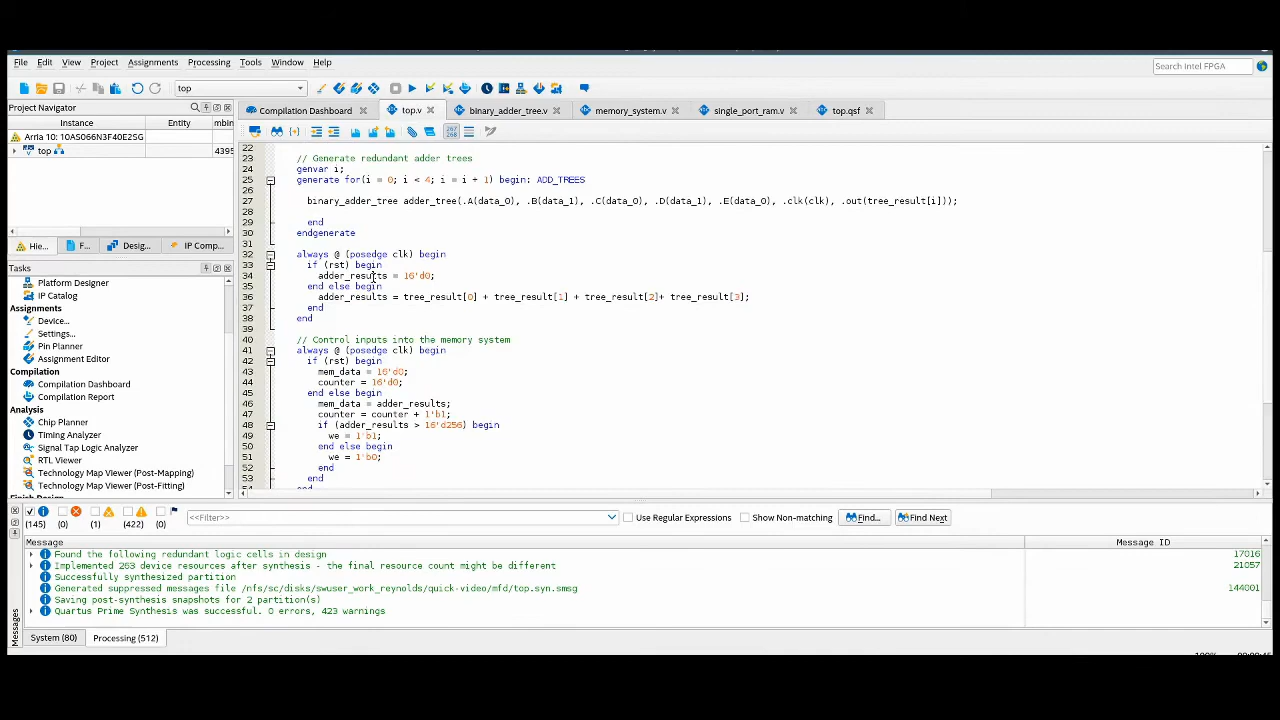 File Edit View Project Assignments Processing Tools Window Help
Search Intel FPGA
top
Project Navigator
Compilation Dashboard top.v binary_adder_tree.v memory_system.v single_port_ram.v top.qsf
Instance Entity
Arria 10: 10AS066N3F40E2SG
top 4395
Hie... F... Desig... IP Comp...
Tasks
Platform Designer
IP Catalog
Assignments
Device...
Settings...
Pin Planner
Assignment Editor
Compilation
Compilation Dashboard
Compilation Report
Analysis
Chip Planner
Timing Analyzer
Signal Tap Logic Analyzer
RTL Viewer
Technology Map Viewer (Post-Mapping)
Technology Map Viewer (Post-Fitting)
22
23 // Generate redundant adder trees
24 genvar i;
25 generate for(i = 0; i < 4; i = i + 1) begin: ADD_TREES
26
27 binary_adder_tree adder_tree(.A(data_0), .B(data_1), .C(data_0), .D(data_1), .E(data_0), .clk(clk), .out(tree_result[i]));
28
29 end
30 endgenerate
31
32 always @ (posedge clk) begin
33 if (rst) begin
34 adder_results = 16'd0;
35 end else begin
36 adder_results = tree_result[0] + tree_result[1] + tree_result[2]+ tree_result[3];
37 end
38 end
39
40 // Control inputs into the memory system
41 always @ (posedge clk) begin
42 if (rst) begin
43 mem_data = 16'd0;
44 counter = 16'd0;
45 end else begin
46 mem_data = adder_results;
47 counter = counter + 1'b1;
48 if (adder_results > 16'd256) begin
49 we = 1'b1;
50 end else begin
51 we = 1'b0;
52 end
53 end
(145) (0) (1) (422) (0)
<<Filter>> Use Regular Expressions Show Non-matching Find... Find Next
Message Message ID
Found the following redundant logic cells in design 17016
Implemented 263 device resources after synthesis - the final resource count might be different 21057
Successfully synthesized partition
Generated suppressed messages file /nfs/sc/disks/swuser_work_reynolds/quick-video/mfd/top.syn.smsg 144001
Saving post-synthesis snapshots for 2 partition(s)
Quartus Prime Synthesis was successful. 0 errors, 423 warnings
Messages
System (80) Processing (512)